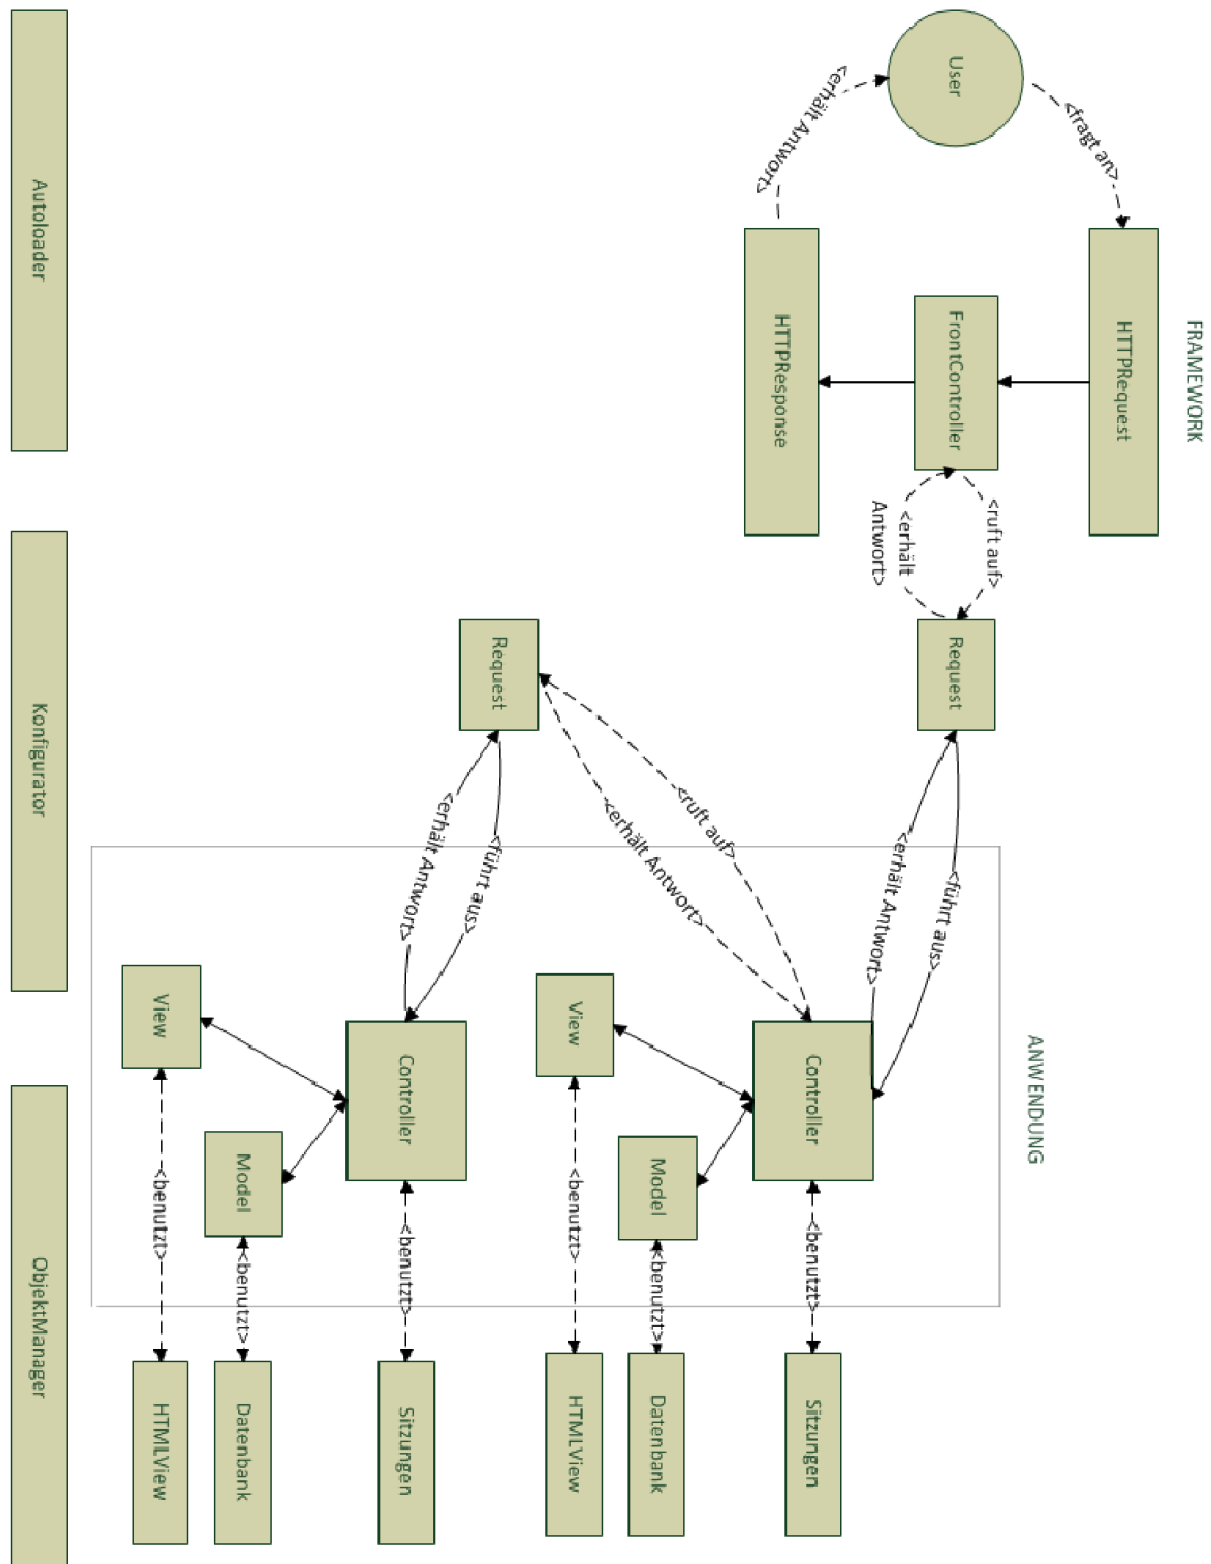 FRAMEWORK
User
<fragt an>
<erhält Antwort>
HTTPRequest
FrontController
HTTPResponse
<ruft auf>
<erhält
Antwort>
Request
Request
<führt aus>
<erhält Antwort>
<ruft auf>
<erhält Antwort>
<führt aus>
<erhält Antwort>
ANWENDUNG
Controller
View
Model
Controller
View
Model
<benutzt>
<benutzt>
<benutzt>
<benutzt>
<benutzt>
<benutzt>
Sitzungen
Datenbank
HTMLView
Sitzungen
Datenbank
HTMLView
Autoloader
Konfigurator
ObjektManager